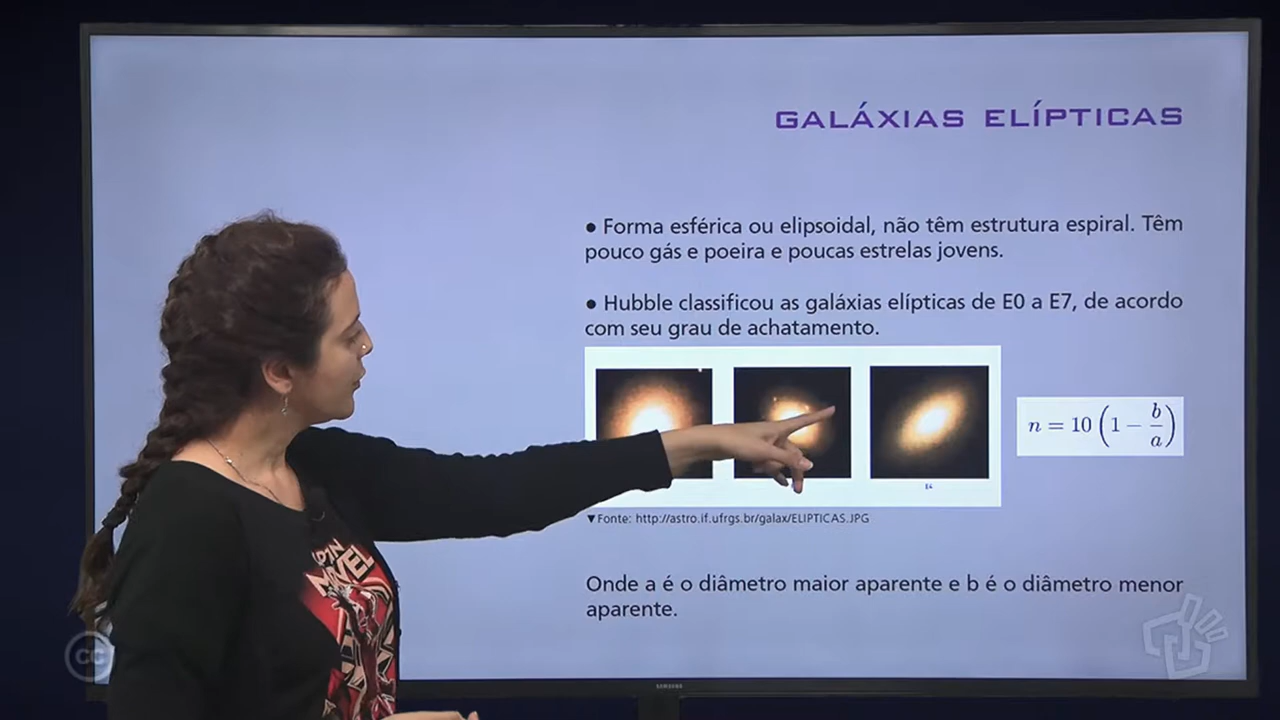 GALÁXIAS ELÍPTICAS
● Forma esférica ou elipsoidal, não têm estrutura espiral. Têm
pouco gás e poeira e poucas estrelas jovens.
● Hubble classificou as galáxias elípticas de E0 a E7, de acordo
com seu grau de achatamento.
n = 10 (1 − b/a)
▼Fonte: http://astro.if.ufrgs.br/galax/ELIPTICAS.JPG
Onde a é o diâmetro maior aparente e b é o diâmetro menor
aparente.
CC
SAMSUNG